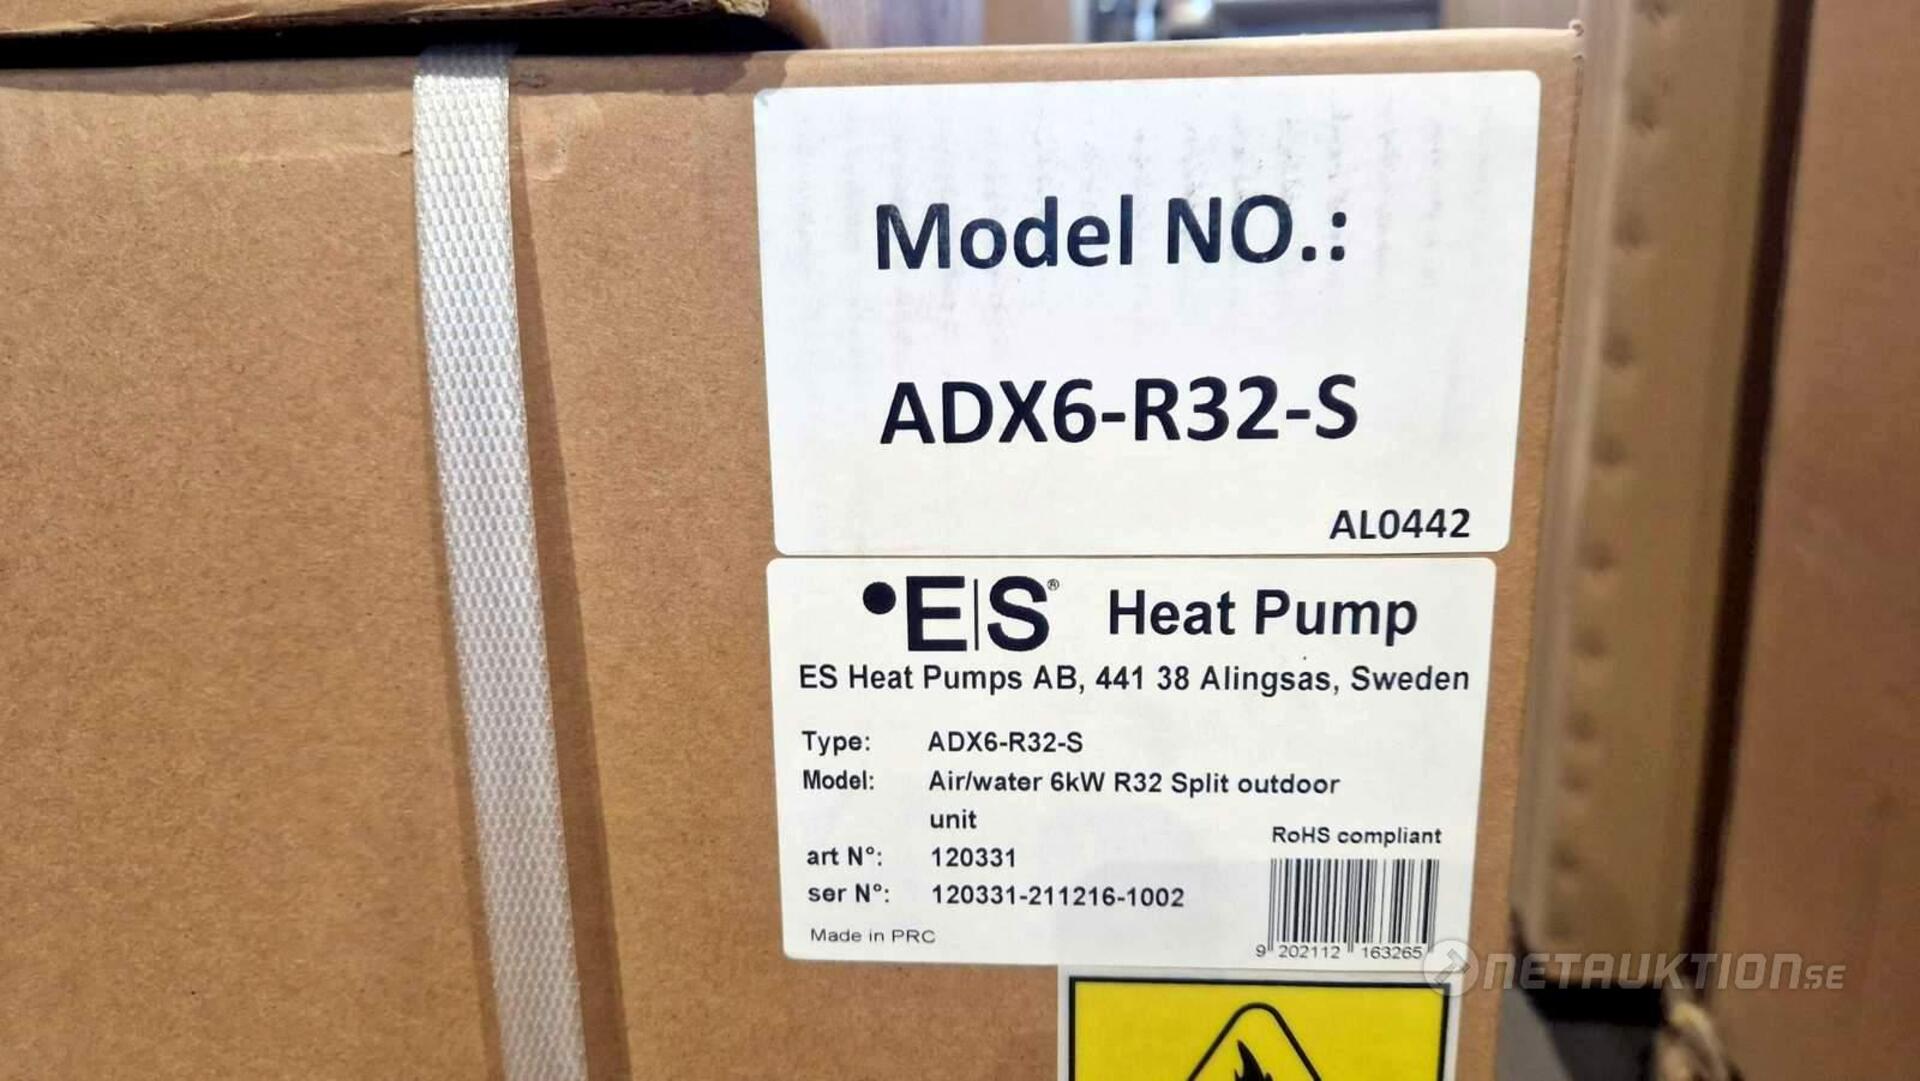 Model NO.:
ADX6-R32-S
AL0442
E|S® Heat Pump
ES Heat Pumps AB, 441 38 Alingsas, Sweden
Type: ADX6-R32-S
Model: Air/water 6kW R32 Split outdoor
unit
RoHS compliant
art N°: 120331
ser N°: 120331-211216-1002
Made in PRC
9 202112 163265
NETAUKTION.SE